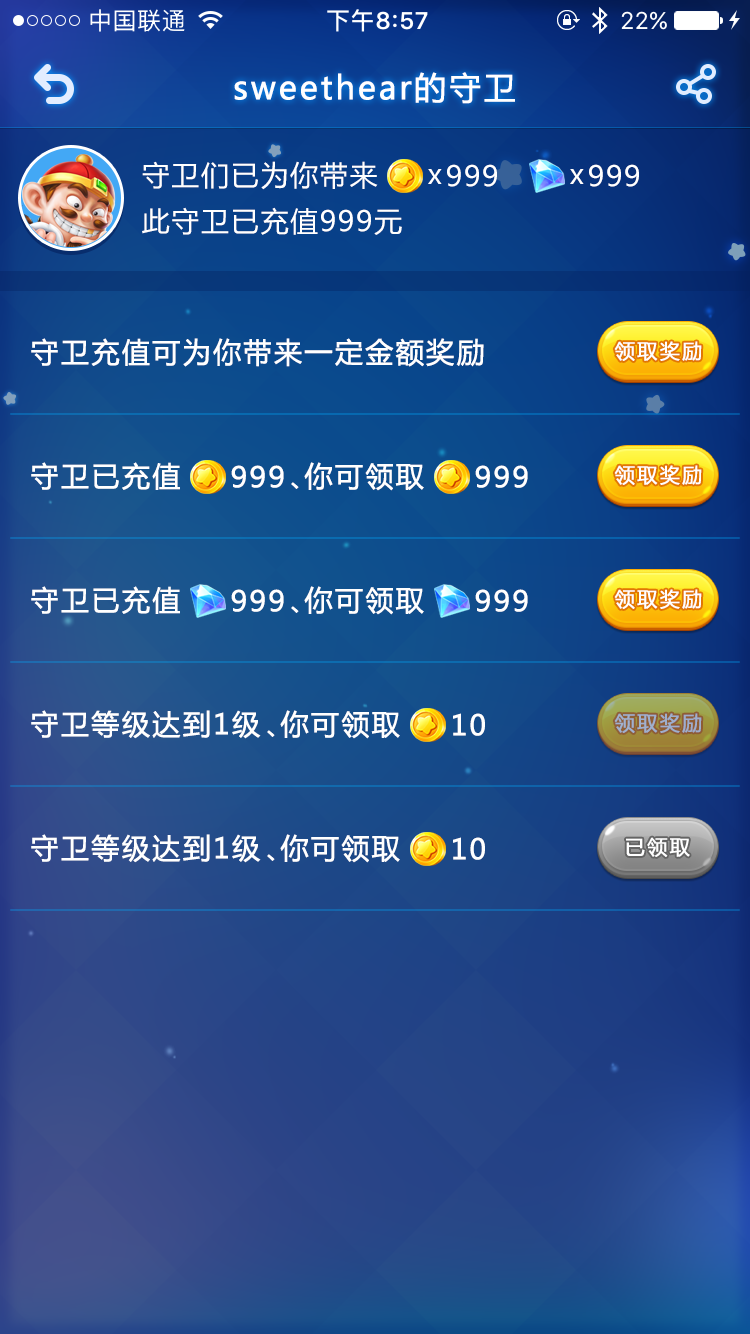 中国联通 下午8:57 22%
sweethear的守卫
守卫们已为你带来 x999 x999
此守卫已充值999元
守卫充值可为你带来一定金额奖励 领取奖励
守卫已充值 999、你可领取 999 领取奖励
守卫已充值 999、你可领取 999 领取奖励
守卫等级达到1级、你可领取 10 领取奖励
守卫等级达到1级、你可领取 10 已领取